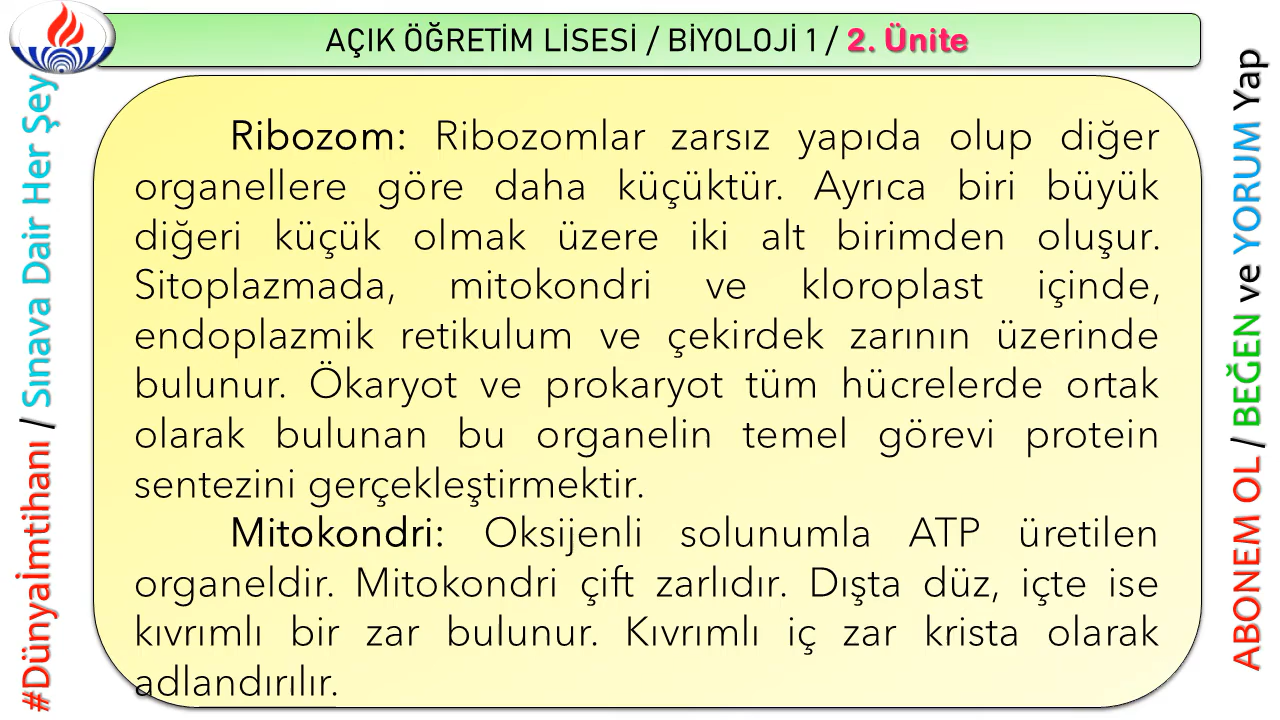 AÇIK ÖĞRETİM LİSESİ / BİYOLOJİ 1 / 2. Ünite
#Dünyaİmtihanı / Sınava Dair Her Şey
Ribozom: Ribozomlar zarsız yapıda olup diğer
organellere göre daha küçüktür. Ayrıca biri büyük
diğeri küçük olmak üzere iki alt birimden oluşur.
Sitoplazmada, mitokondri ve kloroplast içinde,
endoplazmik retikulum ve çekirdek zarının üzerinde
bulunur. Ökaryot ve prokaryot tüm hücrelerde ortak
olarak bulunan bu organelin temel görevi protein
sentezini gerçekleştirmektir.
Mitokondri: Oksijenli solunumla ATP üretilen
organeldir. Mitokondri çift zarlıdır. Dışta düz, içte ise
kıvrımlı bir zar bulunur. Kıvrımlı iç zar krista olarak
adlandırılır.
ABONEM OL / BEĞEN ve YORUM Yap